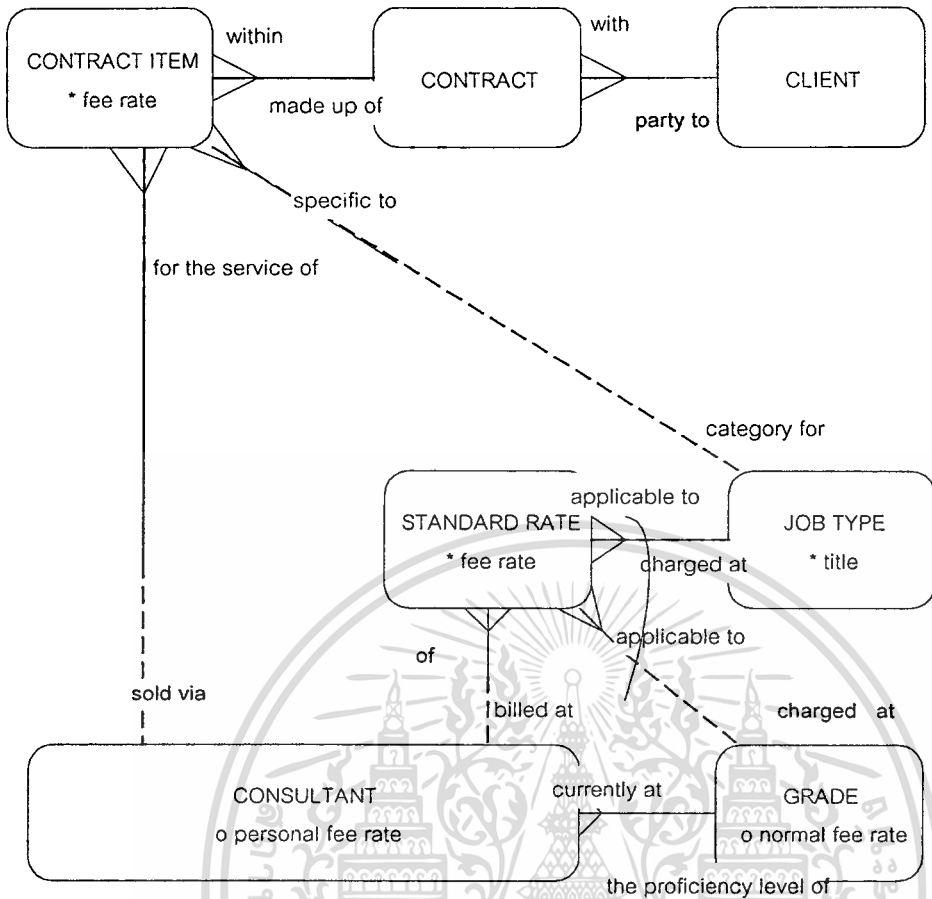 within
with
CONTRACT ITEM
* fee rate
CONTRACT
CLIENT
made up of
party to
specific to
for the service of
category for
applicable to
STANDARD RATE
* fee rate
JOB TYPE
* title
charged at
applicable to
of
sold via
billed at
charged at
CONSULTANT
o personal fee rate
currently at
GRADE
o normal fee rate
the proficiency level of